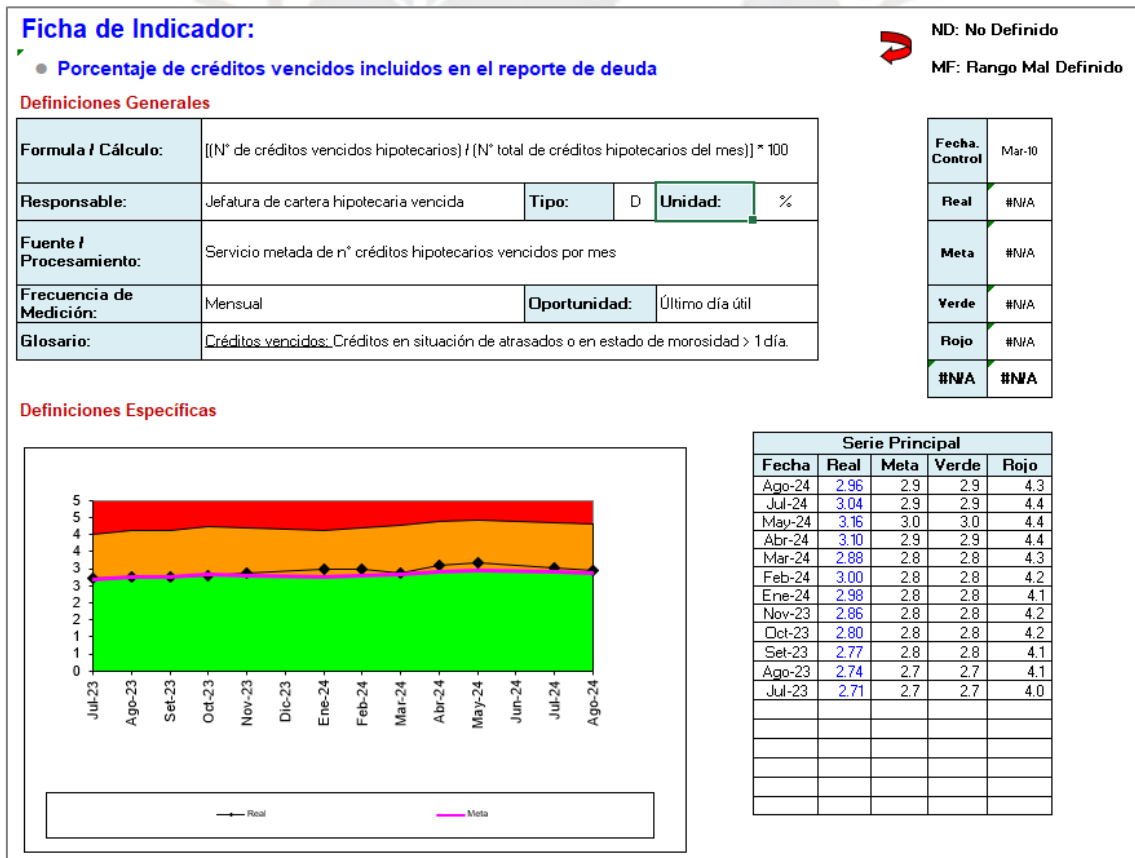 Ficha de Indicador:
Porcentaje de créditos vencidos incluidos en el reporte de deuda
ND: No Definido
MF: Rango Mal Definido
Definiciones Generales
Formula / Cálculo: [(N° de créditos vencidos hipotecarios) / (N° total de créditos hipotecarios del mes)] * 100
Responsable: Jefatura de cartera hipotecaria vencida Tipo: D Unidad: %
Fuente / Procesamiento: Servicio metada de n° créditos hipotecarios vencidos por mes
Frecuencia de Medición: Mensual Oportunidad: Último día útil
Glosario: Créditos vencidos: Créditos en situación de atrasados o en estado de morosidad > 1 día.
Fecha. Control Mar-10
Real #N/A
Meta #N/A
Verde #N/A
Rojo #N/A
#N/A #N/A
Definiciones Específicas
5
5
4
4
3
3
2
2
1
1
0
Jul-23
Ago-23
Set-23
Oct-23
Nov-23
Dic-23
Ene-24
Feb-24
Mar-24
Abr-24
May-24
Jun-24
Jul-24
Ago-24
Real Meta
Serie Principal
Fecha Real Meta Verde Rojo
Ago-24 2.96 2.9 2.9 4.3
Jul-24 3.04 2.9 2.9 4.4
May-24 3.16 3.0 3.0 4.4
Abr-24 3.10 2.9 2.9 4.4
Mar-24 2.88 2.8 2.8 4.3
Feb-24 3.00 2.8 2.8 4.2
Ene-24 2.98 2.8 2.8 4.1
Nov-23 2.86 2.8 2.8 4.2
Oct-23 2.80 2.8 2.8 4.2
Set-23 2.77 2.8 2.8 4.1
Ago-23 2.74 2.7 2.7 4.1
Jul-23 2.71 2.7 2.7 4.0